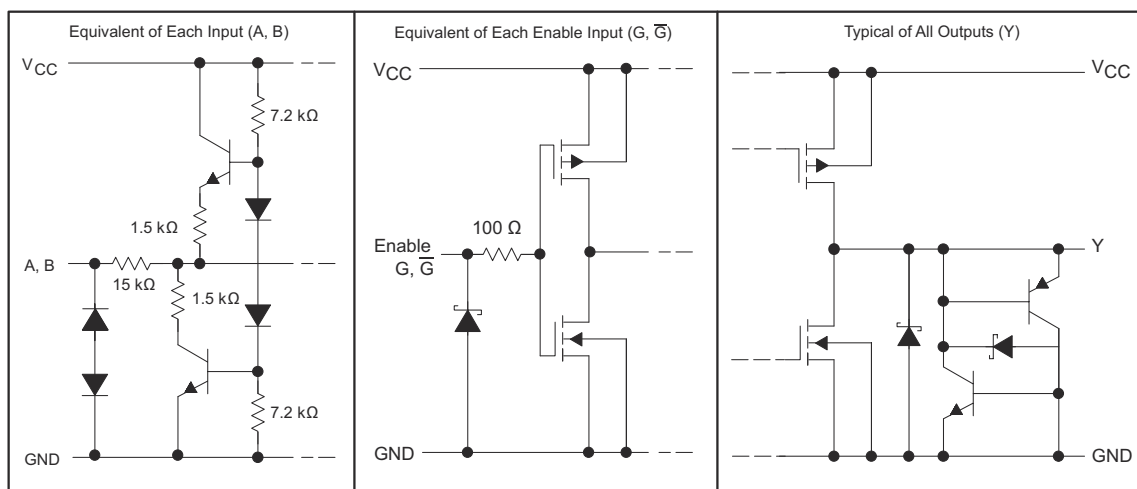 Equivalent of Each Input (A, B)
VCC
7.2 kΩ
1.5 kΩ
A, B
15 kΩ
1.5 kΩ
7.2 kΩ
GND
Equivalent of Each Enable Input (G, G̅)
VCC
100 Ω
Enable
G, G̅
GND
Typical of All Outputs (Y)
VCC
Y
GND